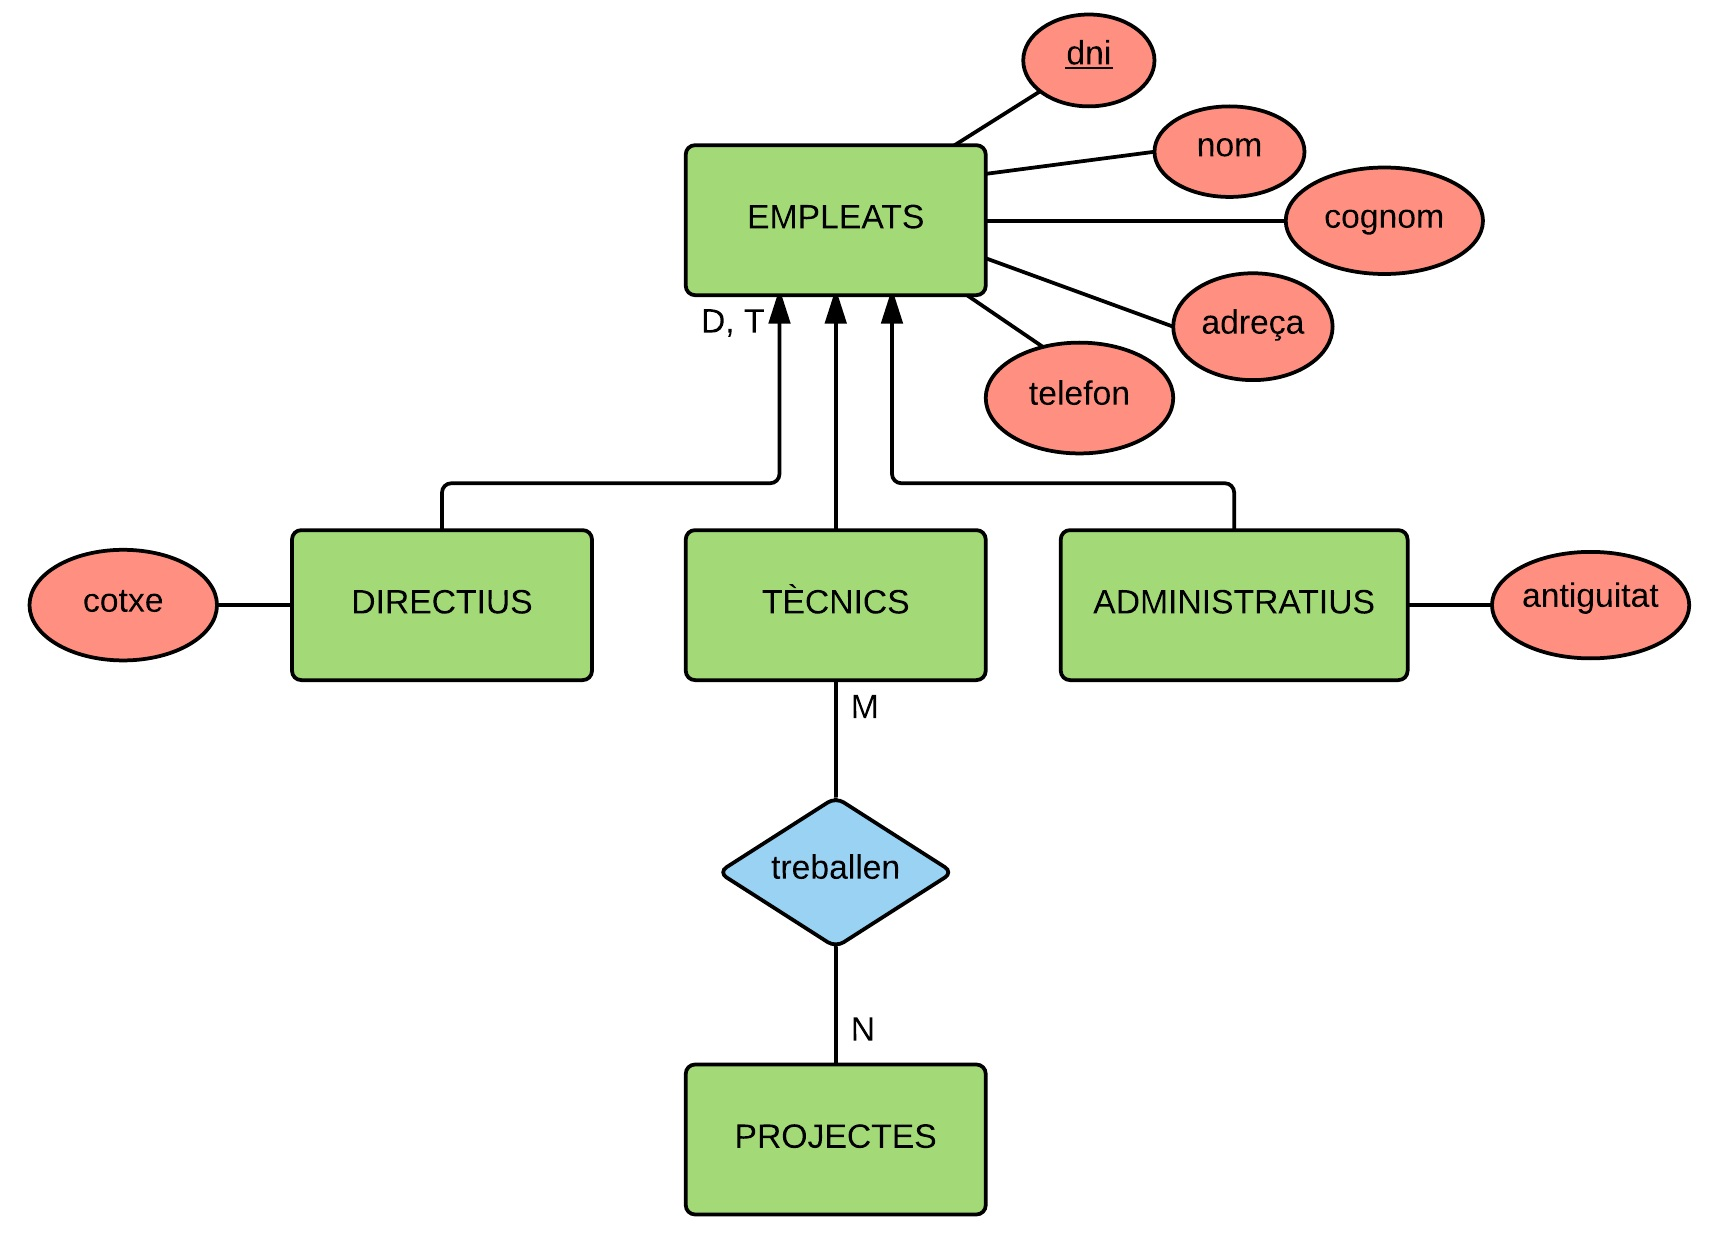 dni
nom
EMPLEATS
cognom
D, T
adreça
telefon
cotxe
DIRECTIUS
TÈCNICS
ADMINISTRATIUS
antiguitat
M
treballen
N
PROJECTES